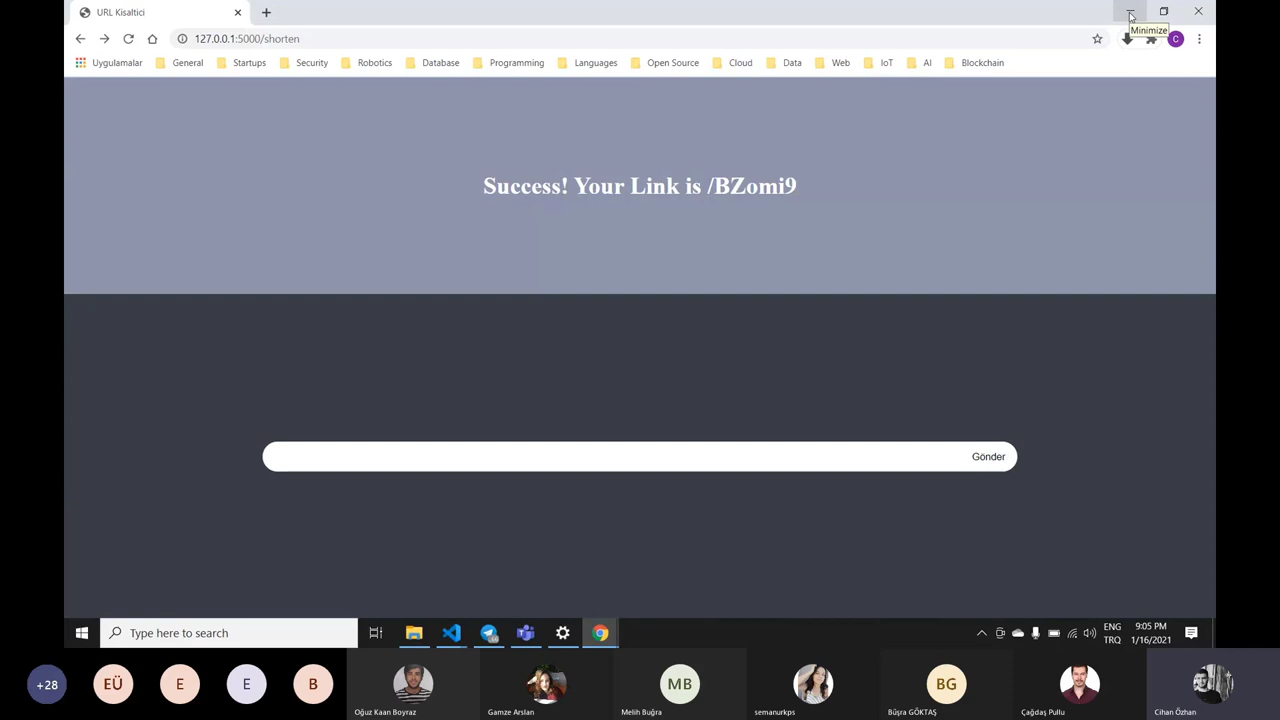 URL Kisaltici
Minimize
127.0.0.1:5000/shorten
C
Uygulamalar General Startups Security Robotics Database Programming Languages Open Source Cloud Data Web IoT AI Blockchain
Success! Your Link is /BZomi9
Gönder
Type here to search
ENG
TRQ
9:05 PM
1/16/2021
+28 EÜ E E B MB BG
Oğuz Kaan Boyraz Gamze Arslan Melih Buğra semanurkps Büşra GÖKTAŞ Çağdaş Pullu Cihan Özhan